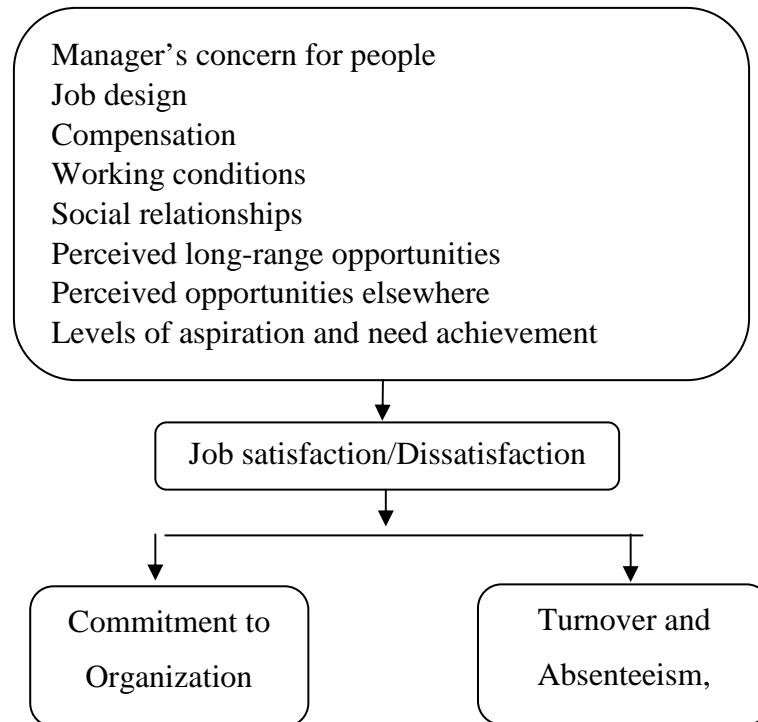 Manager’s concern for people
Job design
Compensation
Working conditions
Social relationships
Perceived long-range opportunities
Perceived opportunities elsewhere
Levels of aspiration and need achievement
Job satisfaction/Dissatisfaction
Commitment to
Organization
Turnover and
Absenteeism,